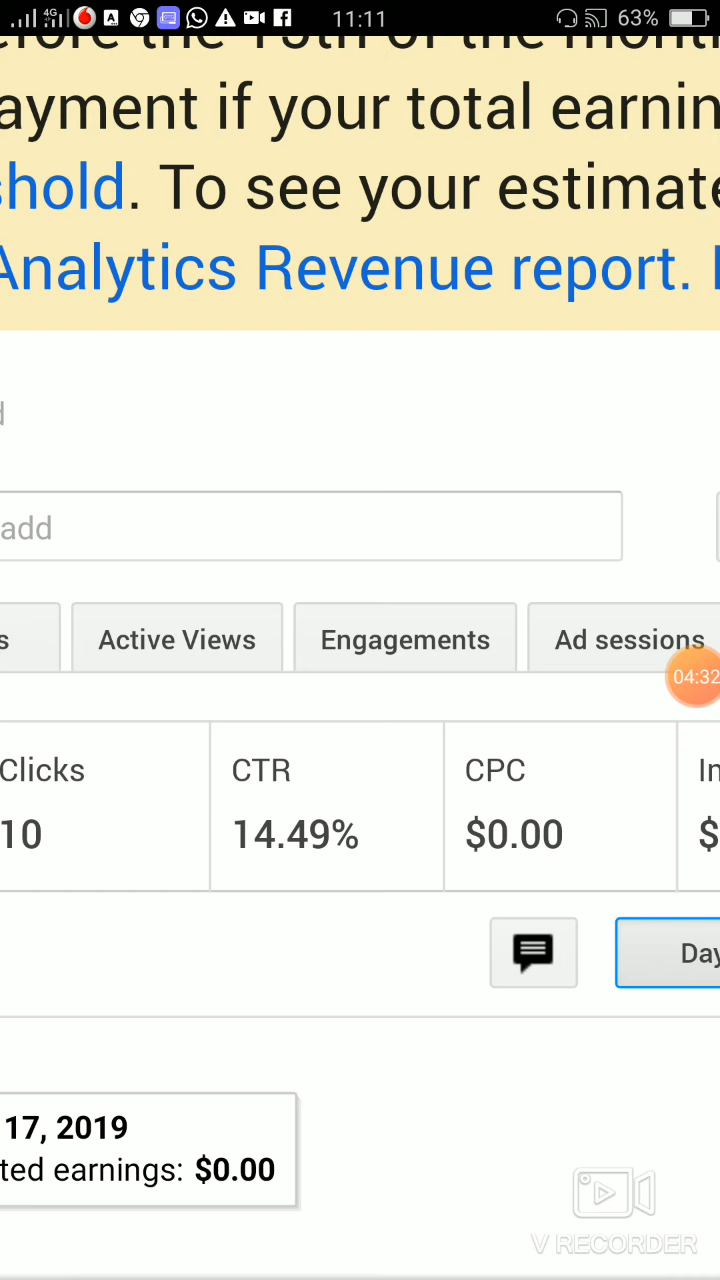 4G 11:11 63%
ayment if your total earnin
shold. To see your estimate
Analytics Revenue report.
add
s Active Views Engagements Ad sessions
04:32
Clicks CTR CPC In
10 14.49% $0.00 $
Day
17, 2019
ted earnings: $0.00
V RECORDER